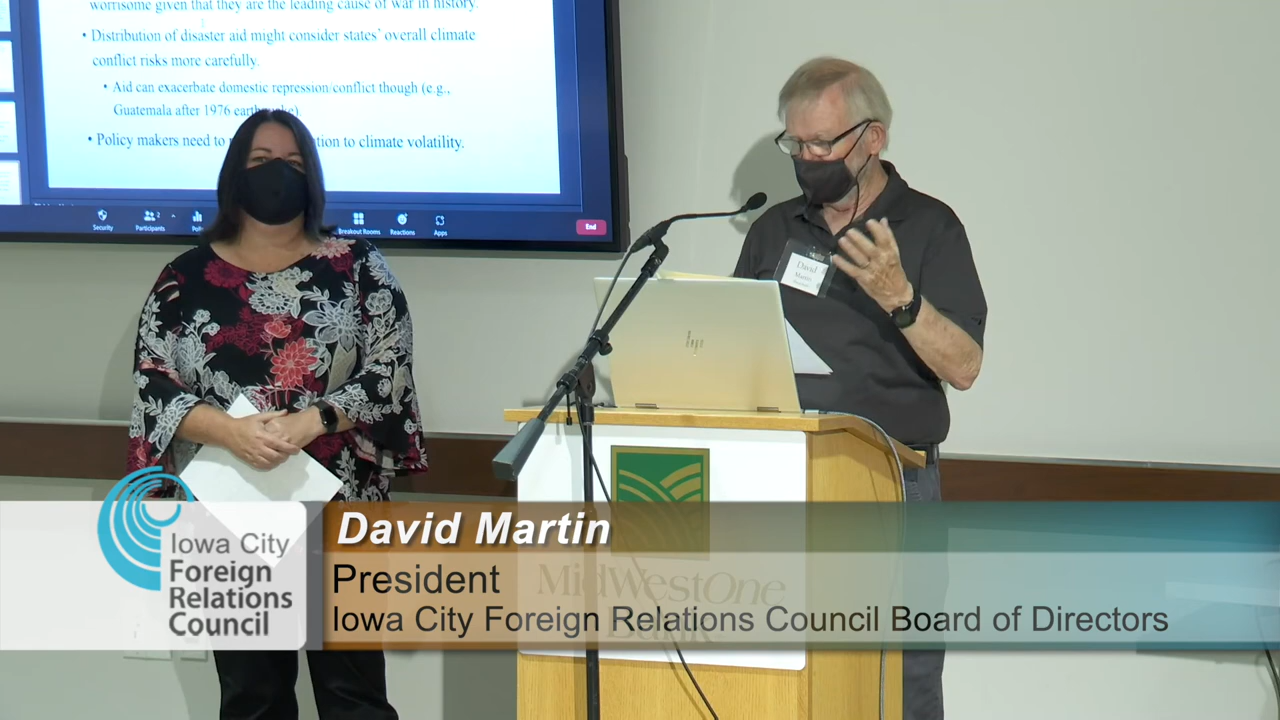 worrisome given that they are the leading cause of war in history.
• Distribution of disaster aid might consider states' overall climate
conflict risks more carefully.
• Aid can exacerbate domestic repression/conflict though (e.g.,
Guatemala after 1976 earthquake).
• Policy makers need to
tion to climate volatility.
Security
Participants
2
Breakout Rooms
Reactions
Apps
End
David
Martin
David Martin
President
Iowa City Foreign Relations Council Board of Directors
Iowa City
Foreign
Relations
Council
MidWestOne
Bank